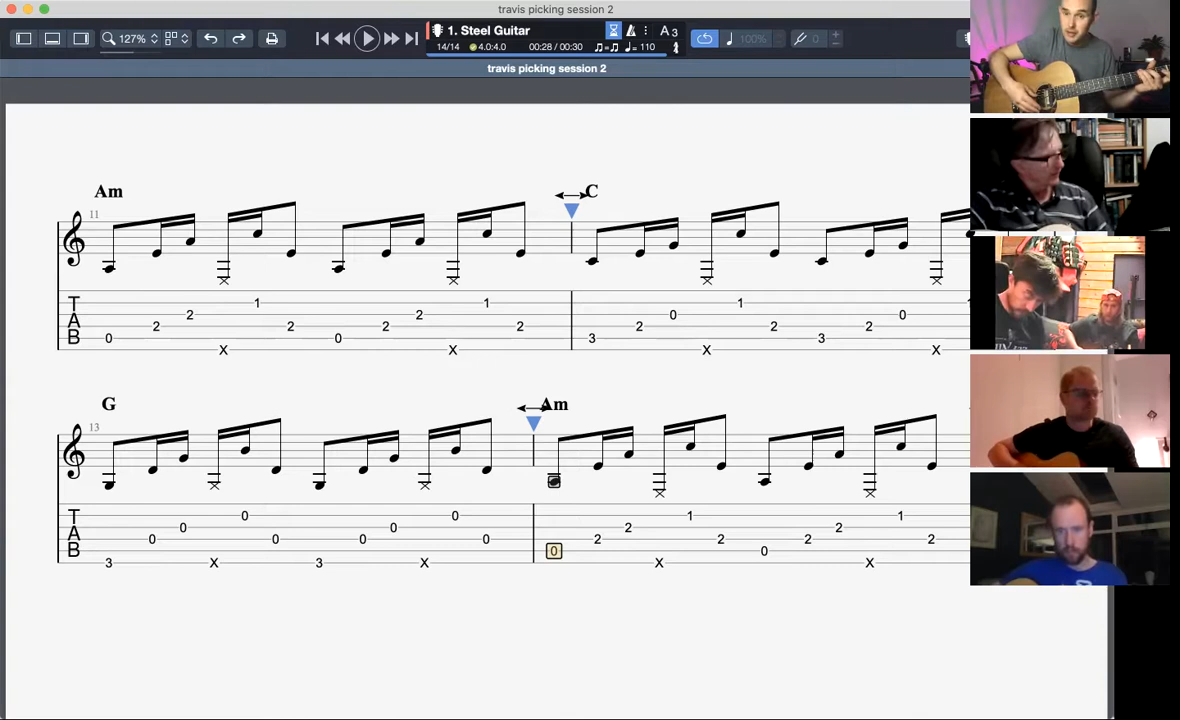 travis picking session 2
127%
1. Steel Guitar
14/14 4.0:4.0 00:28 / 00:30 = 110
A 3
100%
0
travis picking session 2
Am C
11
T 1 1 1
A 2 2 2 2 2 0 2 2 0
B 0 0 3 3
X X X X
G Am
13
T 0 0 1 1
A 0 0 0 0 0 0 2 2 2 2 2 2
B 0 0
3 X 3 X X X